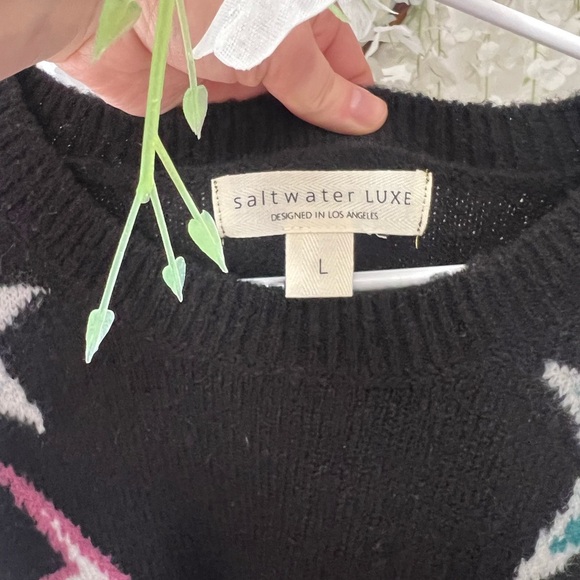 saltwater LUXE
DESIGNED IN LOS ANGELES
L